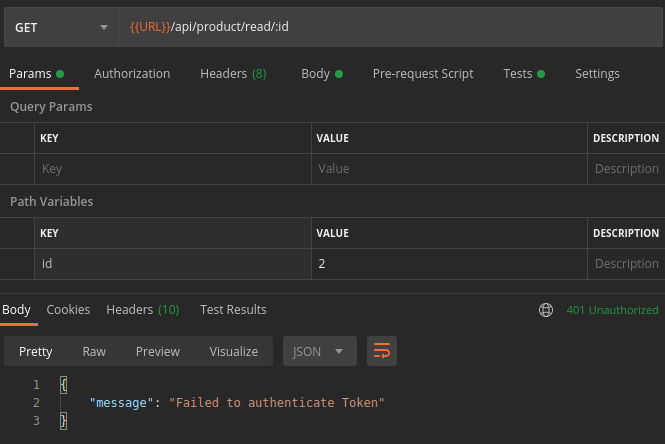 GET {{URL}}/api/product/read/:id
Params Authorization Headers (8) Body Pre-request Script Tests Settings
Query Params
KEY VALUE DESCRIPTION
Key Value Description
Path Variables
KEY VALUE DESCRIPTION
id 2 Description
Body Cookies Headers (10) Test Results 401 Unauthorized
Pretty Raw Preview Visualize JSON
1 {
2 "message": "Failed to authenticate Token"
3 }